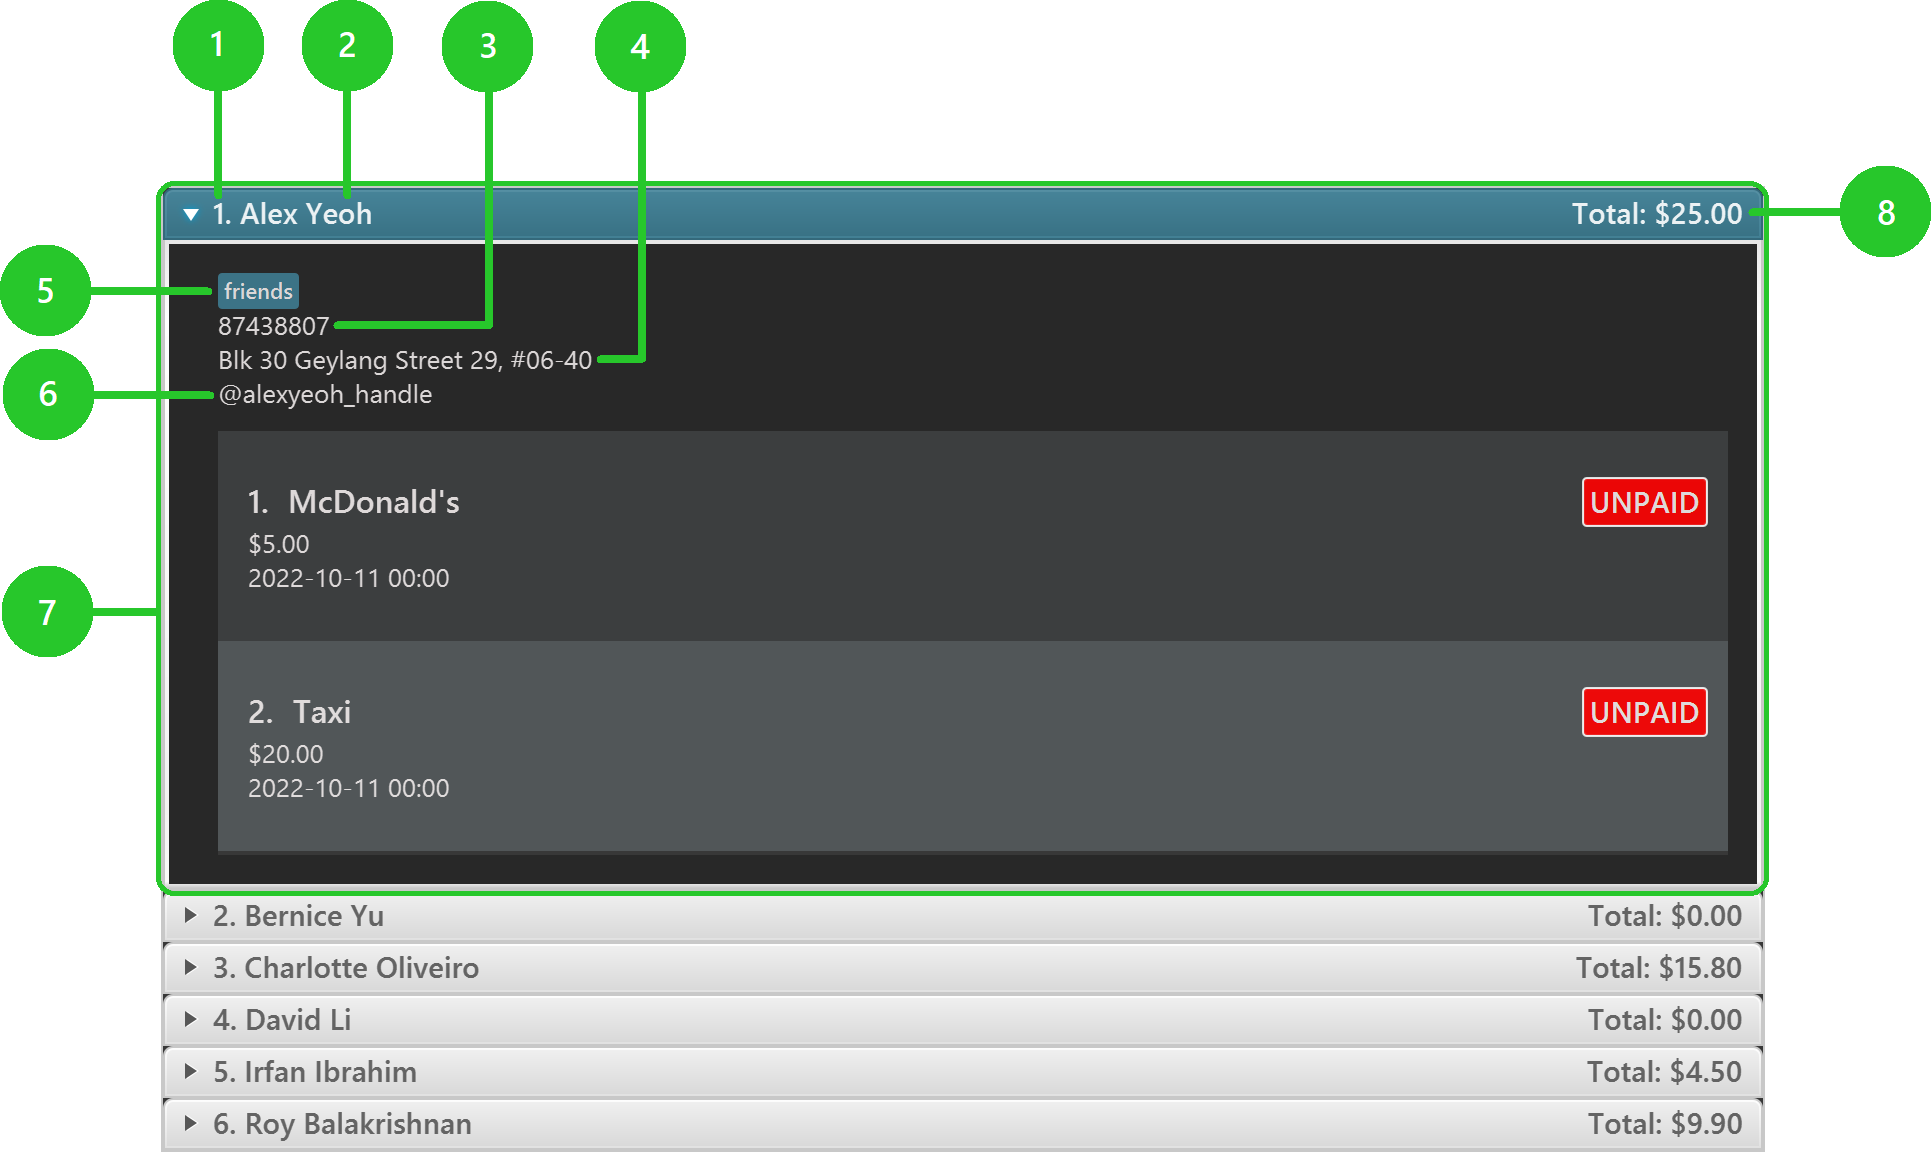 1
2
3
4
1. Alex Yeoh
Total: $25.00
8
5
friends
87438807
Blk 30 Geylang Street 29, #06-40
6
@alexyeoh_handle
1. McDonald's
UNPAID
$5.00
2022-10-11 00:00
7
2. Taxi
UNPAID
$20.00
2022-10-11 00:00
2. Bernice Yu
Total: $0.00
3. Charlotte Oliveiro
Total: $15.80
4. David Li
Total: $0.00
5. Irfan Ibrahim
Total: $4.50
6. Roy Balakrishnan
Total: $9.90